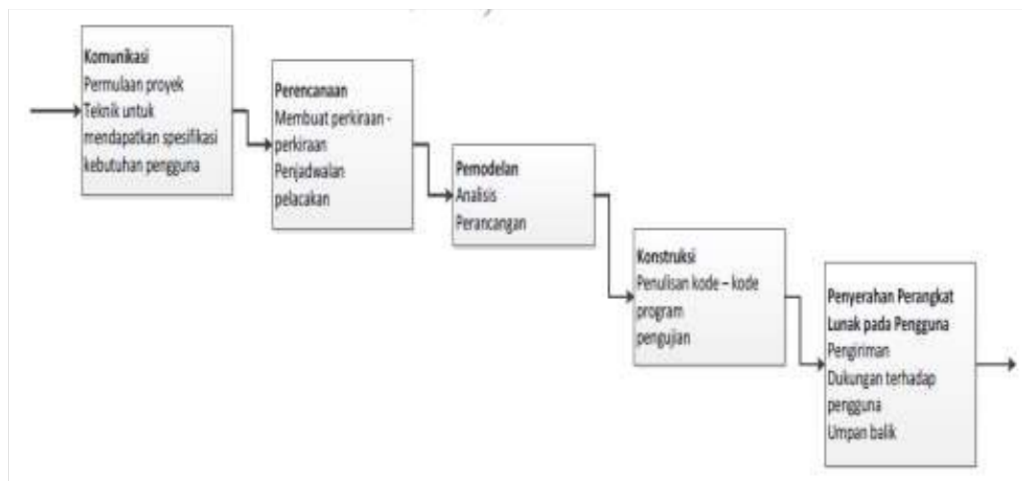 Komunikasi
Permulaan proyek
Teknik untuk
mendapatkan spesifikasi
kebutuhan pengguna
Perencanaan
Membuat perkiraan -
perkiraan
Penjadwalan
pelacakan
Pemodelan
Analisis
Perancangan
Konstruksi
Penulisan kode – kode
program
pengujian
Penyerahan Perangkat
Lunak pada Pengguna
Pengiriman
Dukungan terhadap
pengguna
Umpan balik